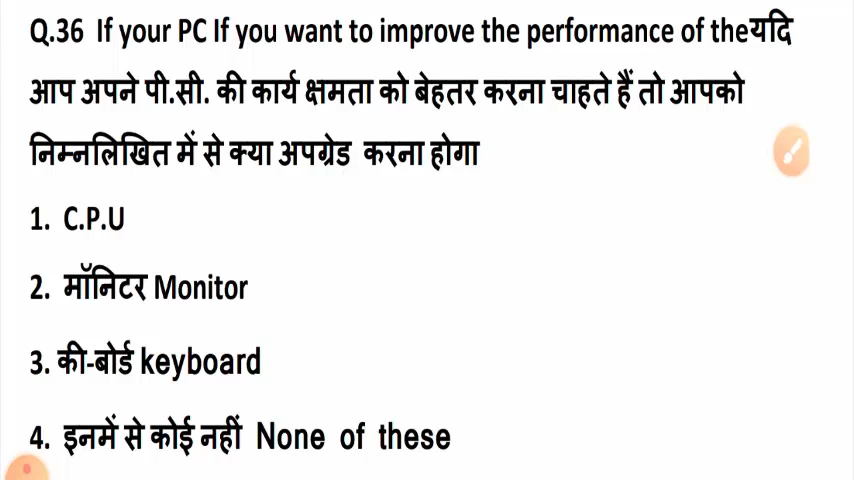 Q.36 If your PC If you want to improve the performance of theयदि
आप अपने पी.सी. की कार्य क्षमता को बेहतर करना चाहते हैं तो आपको
निम्नलिखित में से क्या अपग्रेड करना होगा
1. C.P.U
2. मॉनिटर Monitor
3. की-बोर्ड keyboard
4. इनमें से कोई नहीं None of these